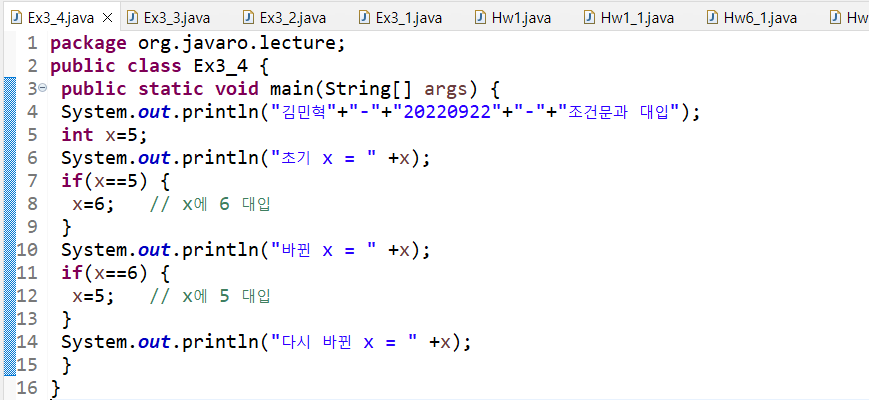 Ex3_4.java Ex3_3.java Ex3_2.java Ex3_1.java Hw1.java Hw1_1.java Hw6_1.java Hw
1 package org.javaro.lecture;
2 public class Ex3_4 {
3 public static void main(String[] args) {
4 System.out.println("김민혁"+"-"+"20220922"+"-"+"조건문과 대입");
5 int x=5;
6 System.out.println("초기 x = " +x);
7 if(x==5) {
8 x=6; // x에 6 대입
9 }
10 System.out.println("바뀐 x = " +x);
11 if(x==6) {
12 x=5; // x에 5 대입
13 }
14 System.out.println("다시 바뀐 x = " +x);
15 }
16 }